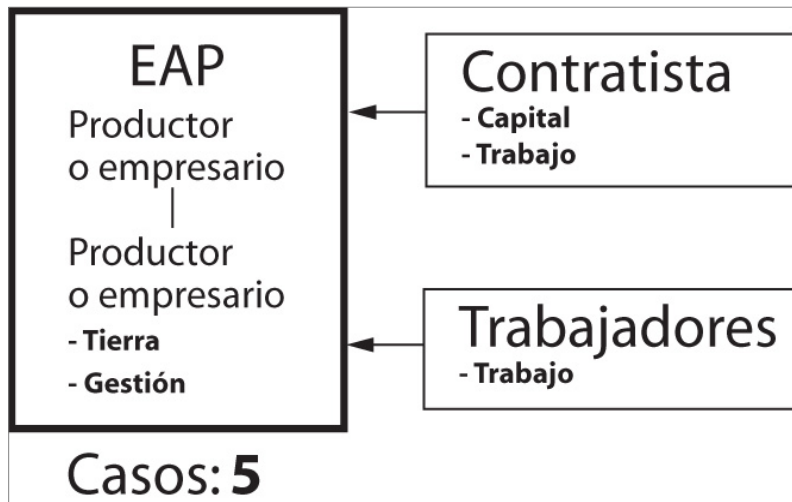 EAP
Productor
o empresario
Productor
o empresario
- Tierra
- Gestión
Contratista
- Capital
- Trabajo
Trabajadores
- Trabajo
Casos: 5